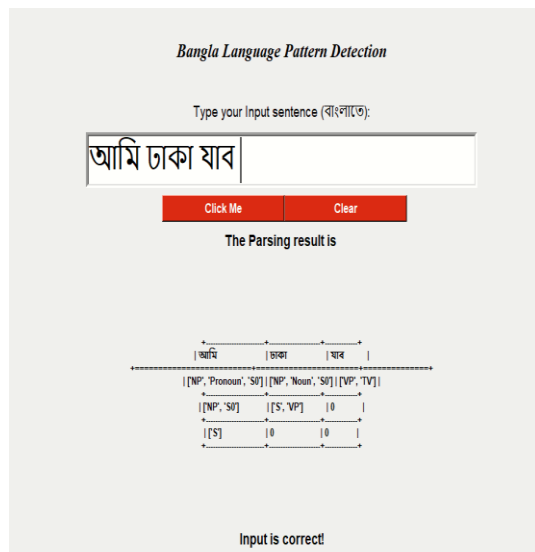 Bangla Language Pattern Detection
Type your Input sentence (বাংলাতে):
আমি ঢাকা যাব
Click Me Clear
The Parsing result is
| আমি | ঢাকা | যাব |
| ['NP', 'Pronoun', 'S0'] | ['NP', 'Noun', 'S0'] | ['VP', 'TV'] |
| ['NP', 'S0'] | ['S', 'VP'] | 0 |
| ['S'] | 0 | 0 |
Input is correct!